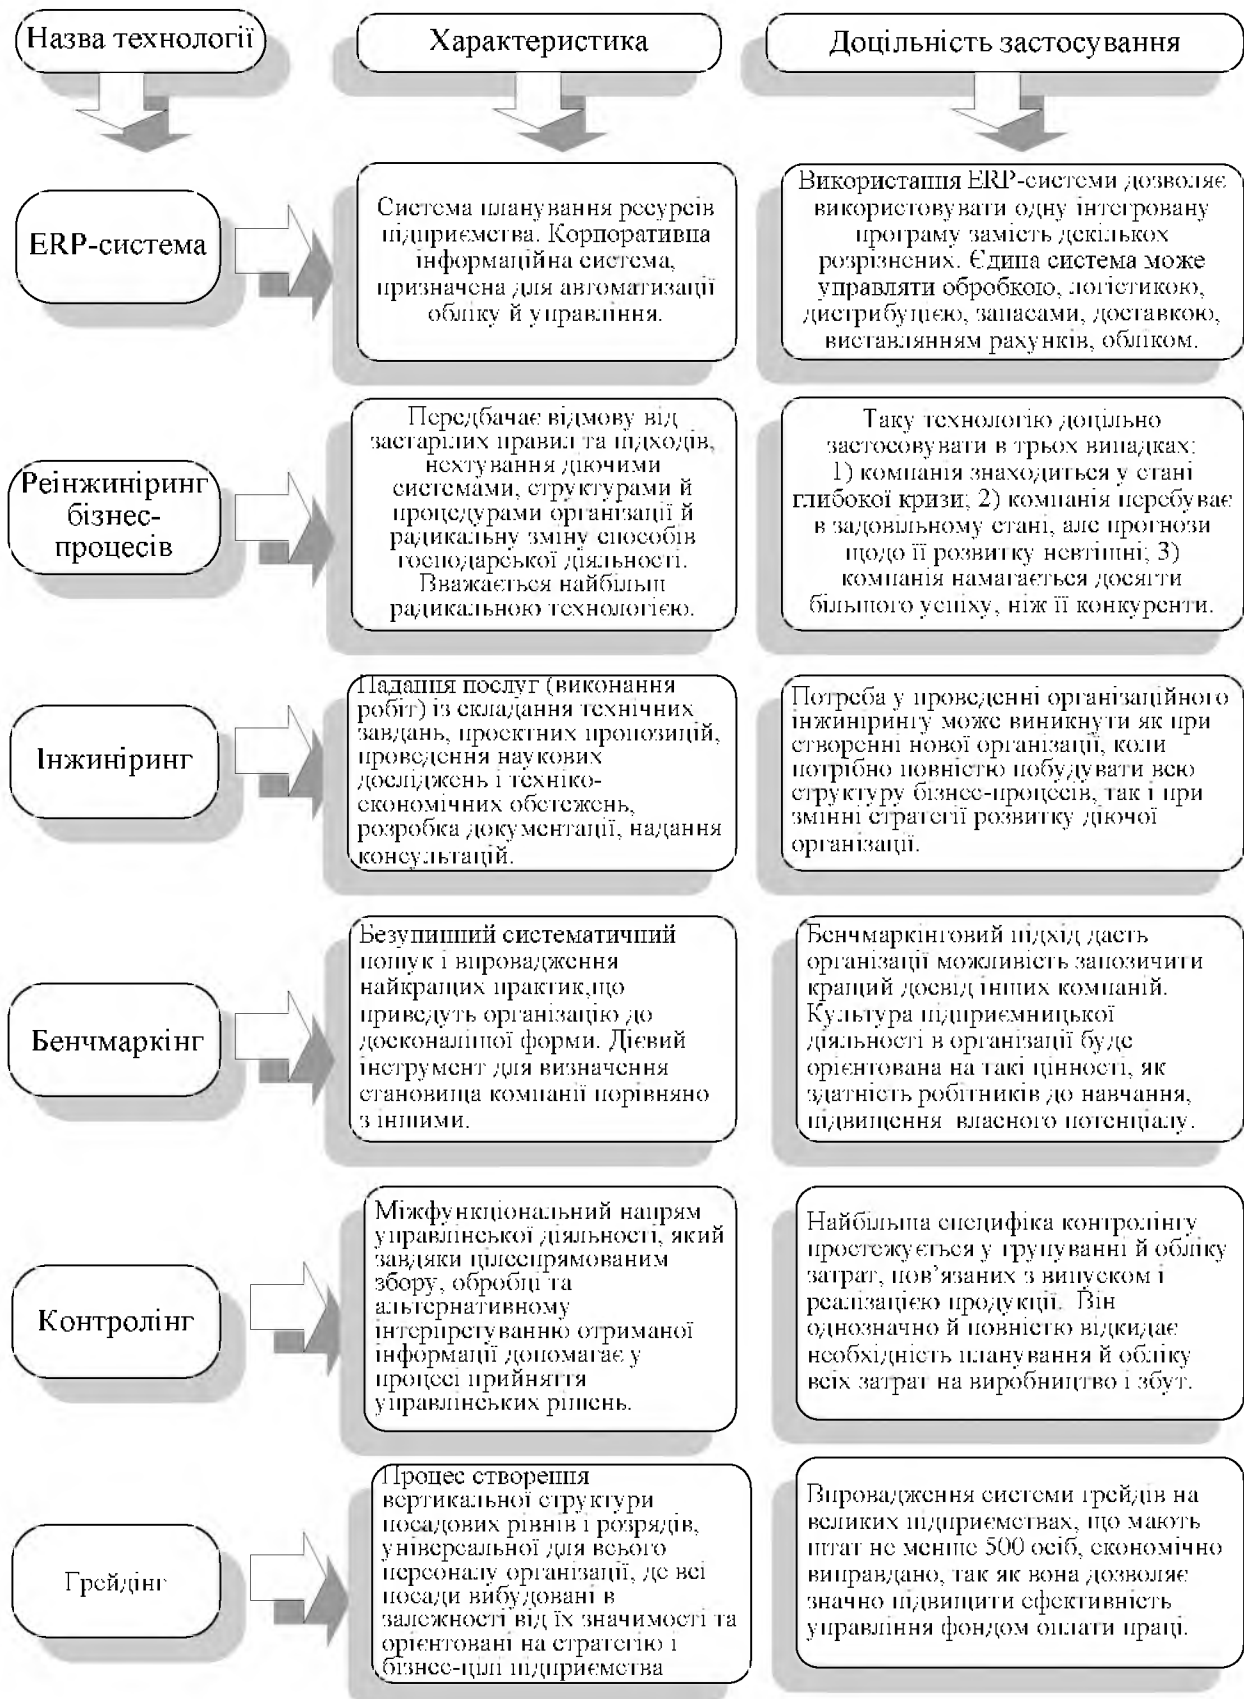 Назва технології
Характеристика
Доцільність застосування
ERP-система
Система планування ресурсів
підприємства. Корпоративна
інформаційна система,
призначена для автоматизації
обліку й управління.
Використання ERP-системи дозволяє
використовувати одну інтегровану
програму замість декількох
розрізнених. Єдина система може
управляти обробкою, логістикою,
дистрибуцією, запасами, доставкою,
виставлянням рахунків, обліком.
Реінжиніринг
бізнес-
процесів
Передбачає відмову від
застарілих правил та підходів,
нехтування діючими
системами, структурами й
процедурами організації й
радикальну зміну способів
господарської діяльності.
Вважається найбільш
радикальною технологією.
Таку технологію доцільно
застосовувати в трьох випадках:
1) компанія знаходиться у стані
глибокої кризи; 2) компанія перебуває
в задовільному стані, але прогнози
щодо її розвитку невтішні; 3)
компанія намагається досягти
більшого успіху, ніж її конкуренти.
Інжиніринг
Надання послуг (виконання
робіт) із складання технічних
завдань, проектних пропозицій,
проведення наукових
досліджень і техніко-
економічних обстежень,
розробка документації, надання
консультацій.
Потреба у проведенні організаційного
інжинірингу може виникнути як при
створенні нової організації, коли
потрібно повністю побудувати всю
структуру бізнес-процесів, так і при
змінні стратегії розвитку діючої
організації.
Бенчмаркінг
Безупинний систематичний
пошук і впровадження
найкращих практик,що
приведуть організацію до
досконалішої форми. Дієвий
інструмент для визначення
становища компанії порівняно
з іншими.
Бенчмаркінговий підхід дасть
організації можливість запозичити
кращий досвід інших компаній.
Культура підприємницької
діяльності в організації буде
орієнтована на такі цінності, як
здатність робітників до навчання,
підвищення власного потенціалу.
Контролінг
Міжфункціональний напрям
управлінської діяльності, який
завдяки цілеспрямованим
збору, обробці та
альтернативному
інтерпретуванню отриманої
інформації допомагає у
процесі прийняття
управлінських рішень.
Найбільша специфіка контролінгу
простежується у групуванні й обліку
затрат, пов’язаних з випуском і
реалізацією продукції. Він
однозначно й повністю відкидає
необхідність планування й обліку
всіх затрат на виробництво і збут.
Грейдінг
Процес створення
вертикальної структури
посадових рівнів і розрядів,
універсальної для всього
персоналу організації, де всі
посади вибудовані в
залежності від їх значимості та
орієнтовані на стратегію і
бізнес-цілі підприємства
Впровадження системи грейдів на
великих підприємствах, що мають
штат не менше 500 осіб, економічно
виправдано, так як вона дозволяє
значно підвищити ефективність
управління фондом оплати праці.